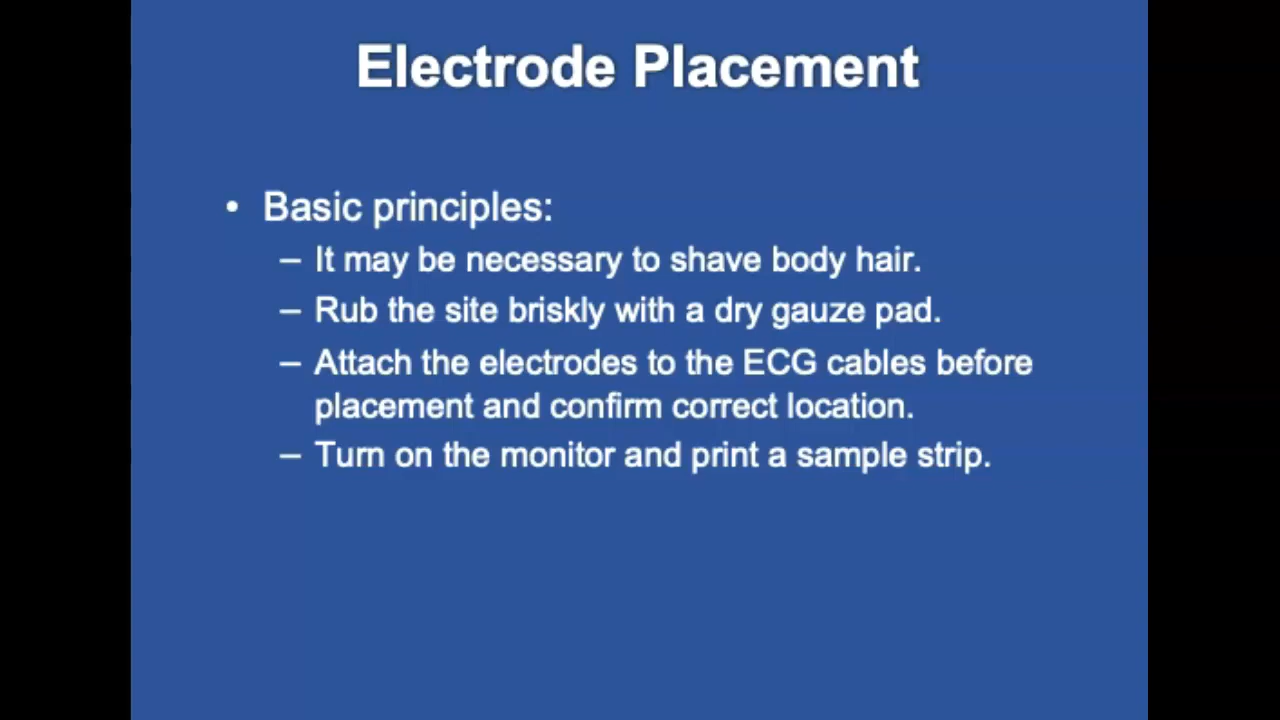 Electrode Placement
• Basic principles:
– It may be necessary to shave body hair.
– Rub the site briskly with a dry gauze pad.
– Attach the electrodes to the ECG cables before
placement and confirm correct location.
– Turn on the monitor and print a sample strip.